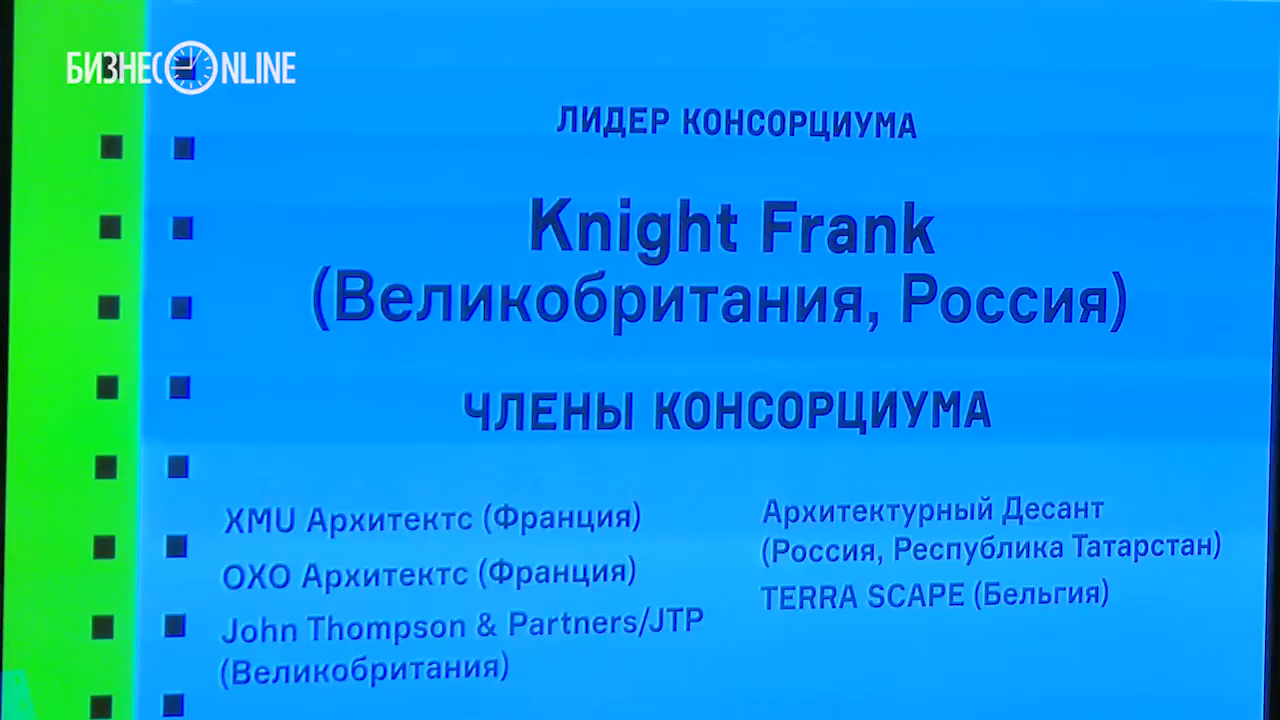 БИЗНЕС ONLINE
ЛИДЕР КОНСОРЦИУМА
Knight Frank
(Великобритания, Россия)
ЧЛЕНЫ КОНСОРЦИУМА
XMU Архитектс (Франция)
ОХО Архитектс (Франция)
John Thompson & Partners/JTP
(Великобритания)
Архитектурный Десант
(Россия, Республика Татарстан)
TERRA SCAPE (Бельгия)